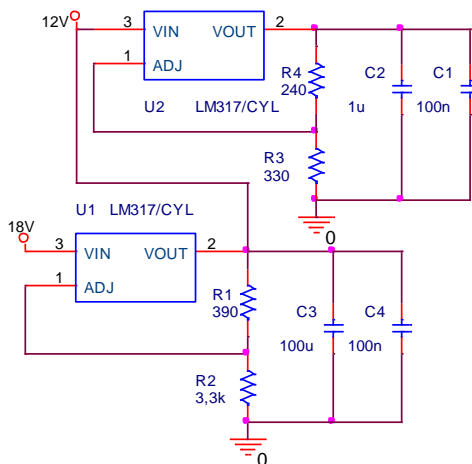 12V
3
VIN
VOUT
2
1
ADJ
R4
240
C2
1u
C1
100n
U2
LM317/CYL
R3
330
0
U1
LM317/CYL
18V
3
VIN
VOUT
2
1
ADJ
R1
390
C3
100u
C4
100n
R2
3,3k
0